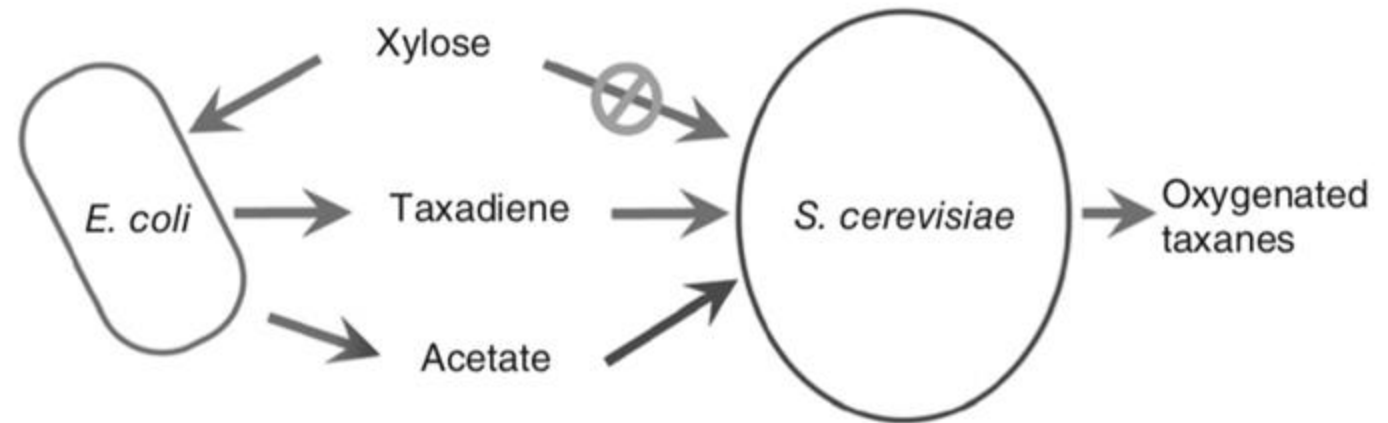 Xylose
E. coli
Taxadiene
S. cerevisiae
Oxygenated
taxanes
Acetate